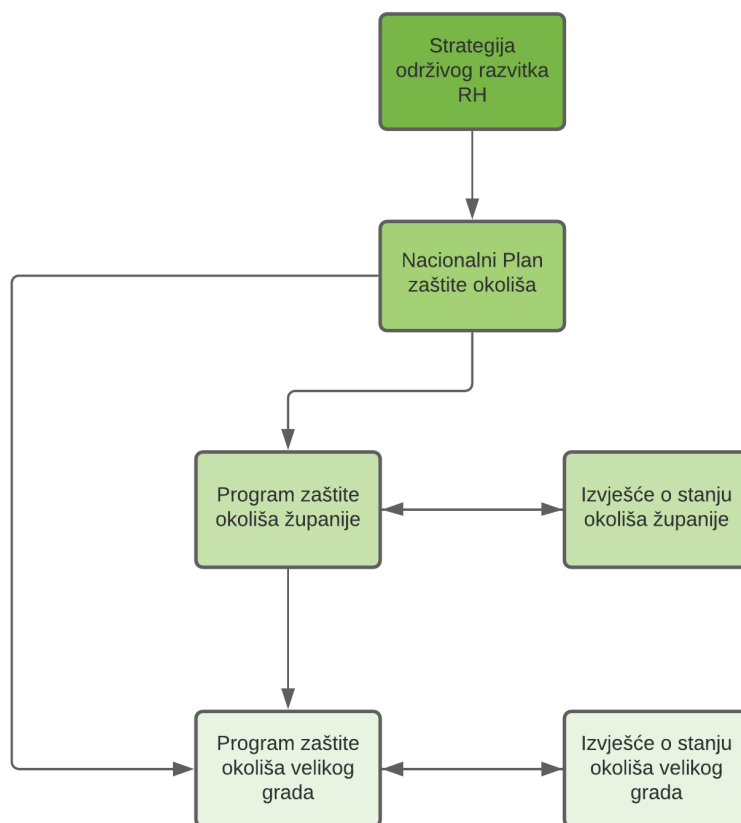 Strategija
održivog razvitka
RH
Nacionalni Plan
zaštite okoliša
Program zaštite
okoliša županije
Izvješće o stanju
okoliša županije
Program zaštite
okoliša velikog
grada
Izvješće o stanju
okoliša velikog
grada